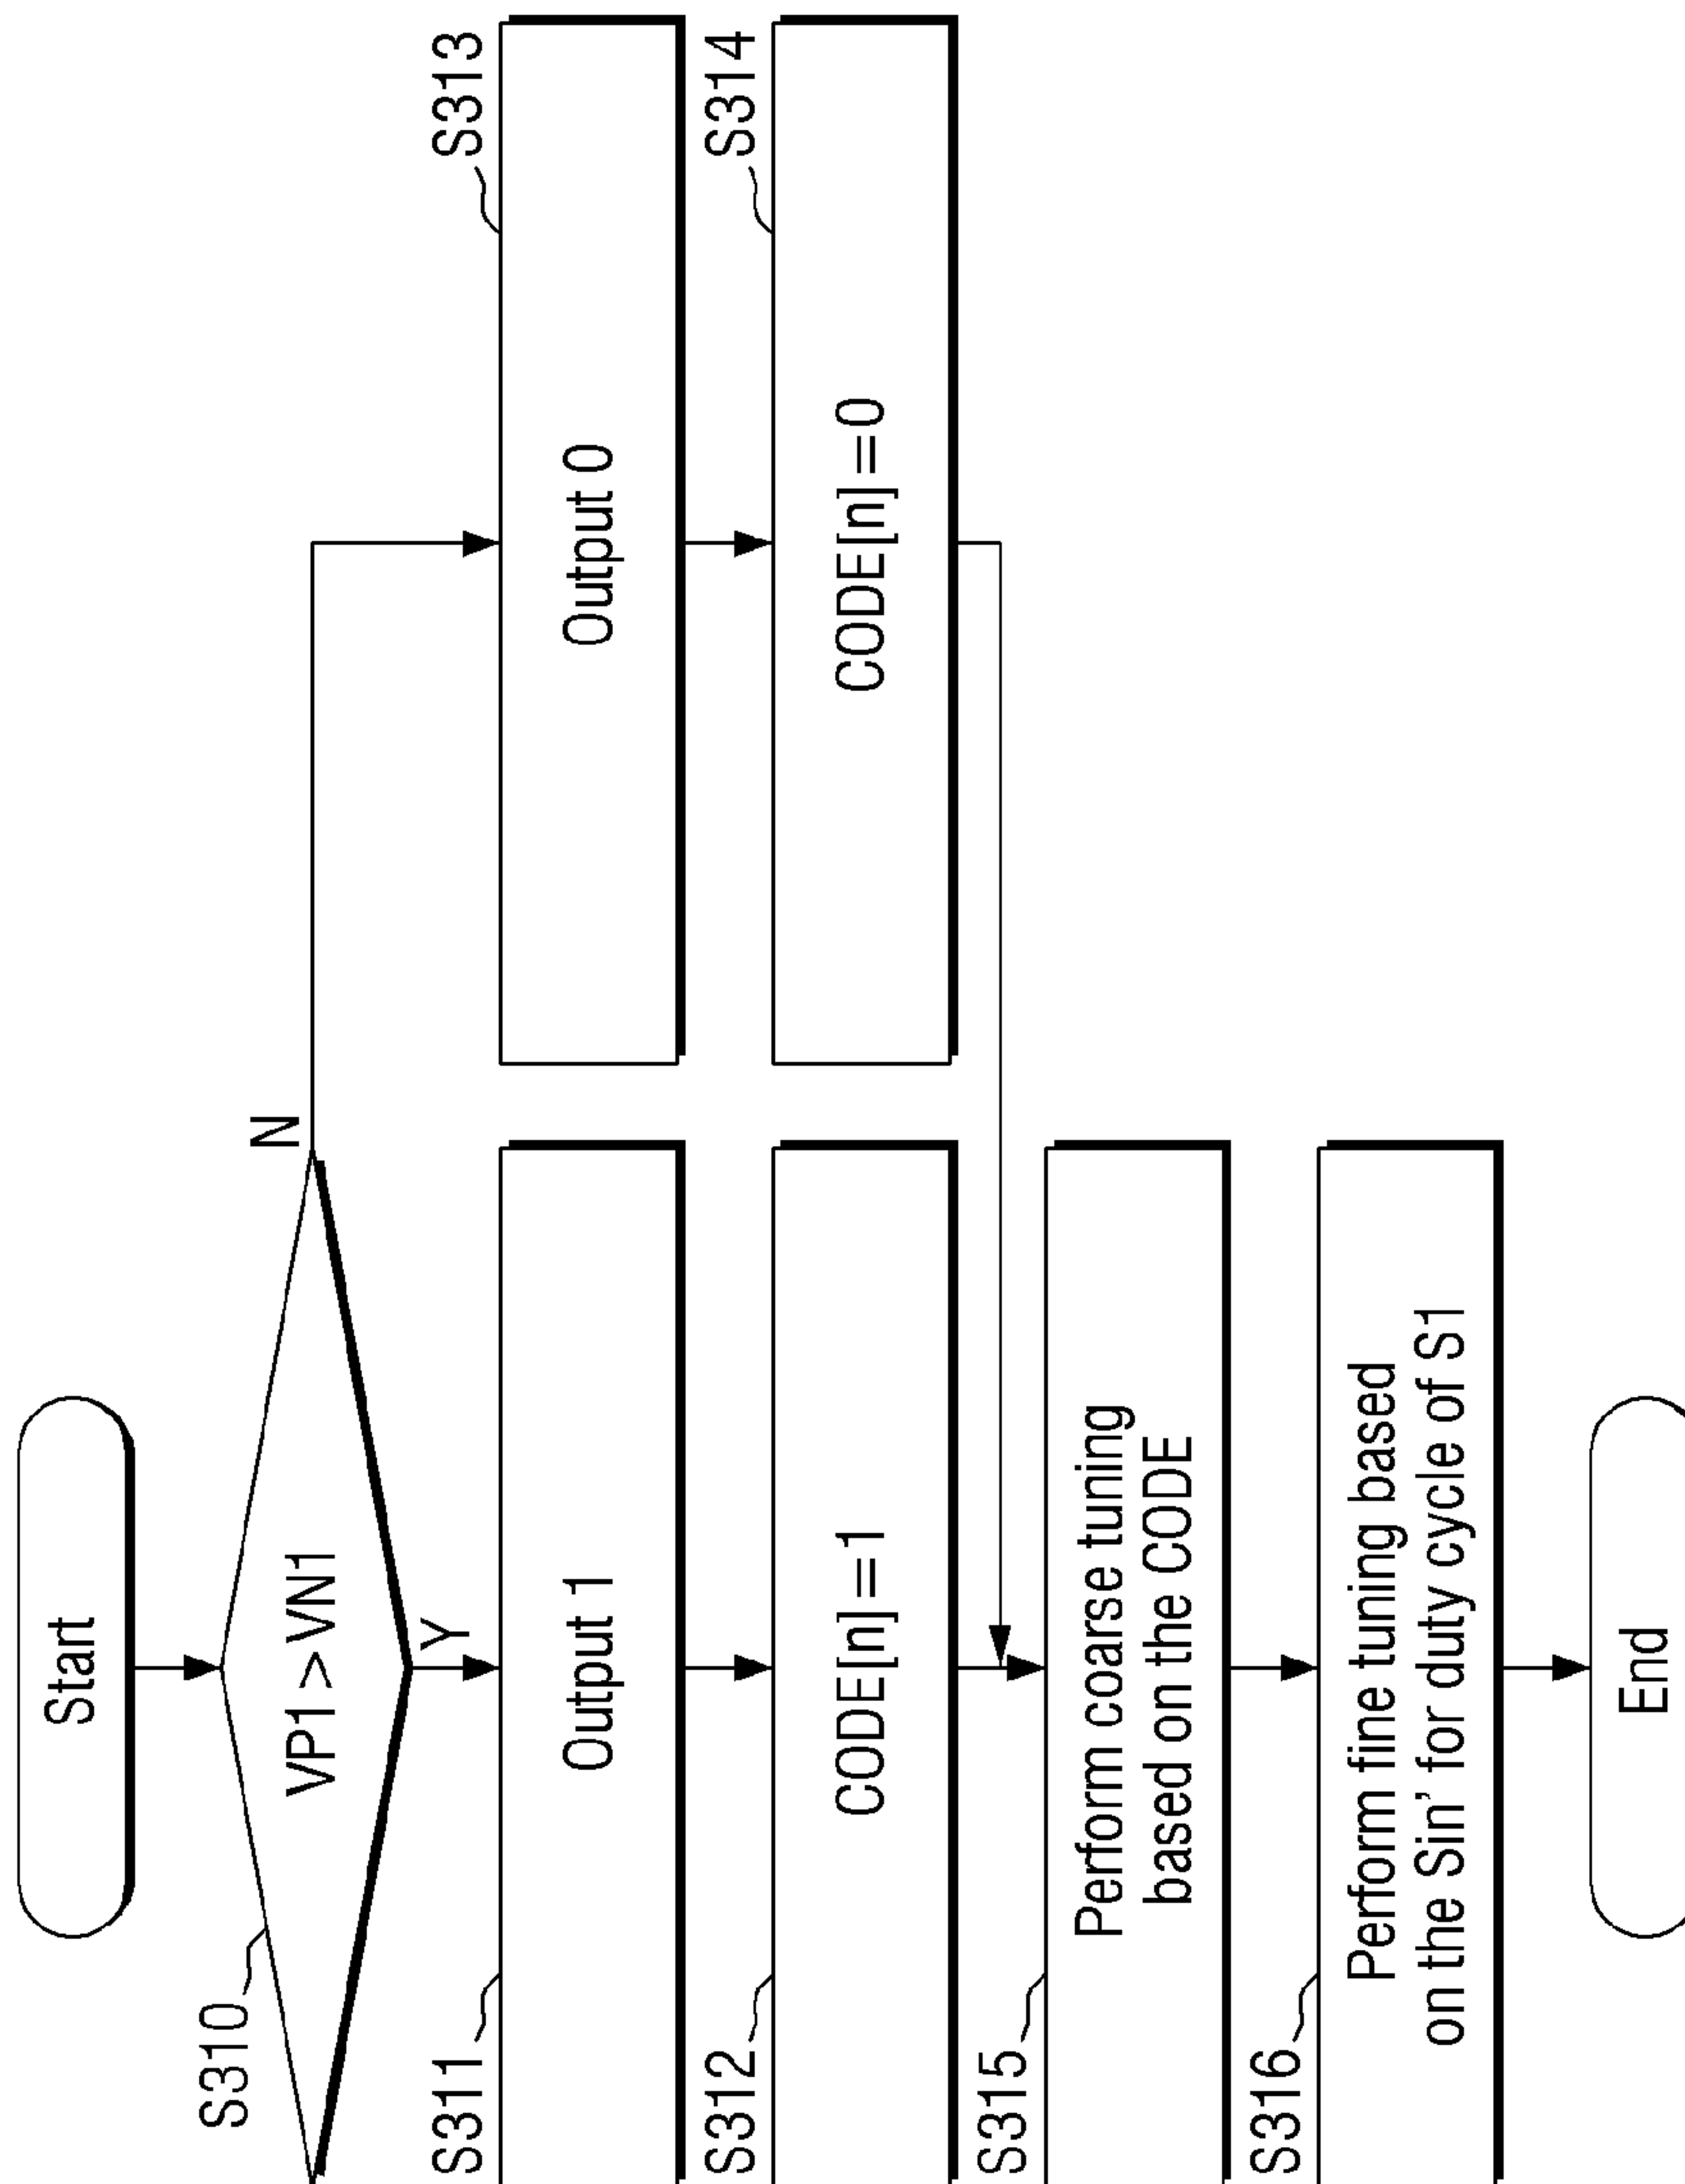 Start
S310
VP1 > VN1
N
Y
S311
Output 1
S313
Output 0
S312
CODE[n]=1
S314
CODE[n]=0
S315
Perform coarse tuning
based on the CODE
S316
Perform fine tuning based
on the Sin' for duty cycle of S1
End